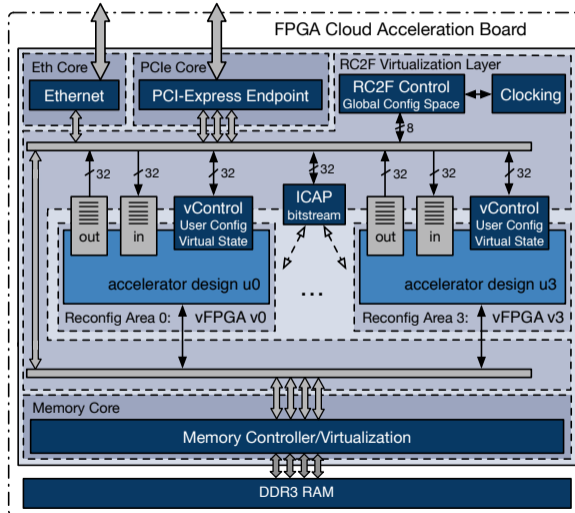 FPGA Cloud Acceleration Board
Eth Core
PCIe Core
RC2F Virtualization Layer
Ethernet
PCI-Express Endpoint
RC2F Control
Global Config Space
Clocking
8
32
32
32
32
32
32
32
out
in
vControl
User Config
Virtual State
ICAP
bitstream
out
in
vControl
User Config
Virtual State
accelerator design u0
...
accelerator design u3
Reconfig Area 0: vFPGA v0
Reconfig Area 3: vFPGA v3
Memory Core
Memory Controller/Virtualization
DDR3 RAM